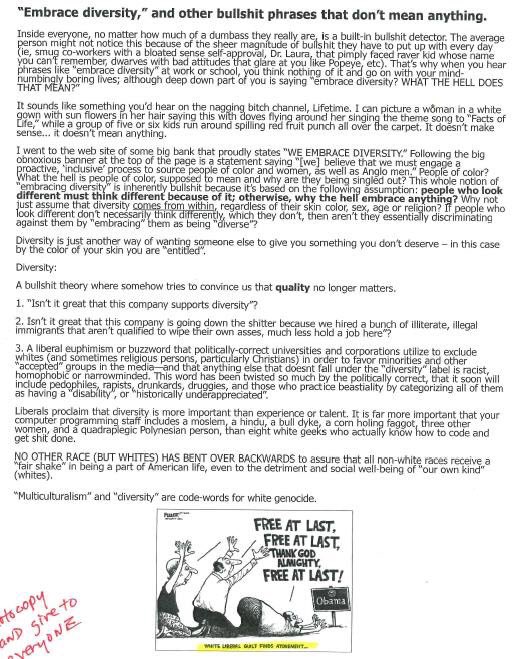 "Embrace diversity," and other bullshit phrases that don't mean anything.
Inside everyone, no matter how much of a dumbass they really are, is a built-in bullshit detector. The average
person might not notice this because of the sheer magnitude of bullshit they have to put up with every day
(ie, smug co-workers with a bloated sense self-approval, Dr. Laura, that pimply faced raver kid whose name
you can't remember, dwarves with bad attitudes that glare at you like Popeye, etc). That's why when you hear
phrases like "embrace diversity" at work or school, you think nothing of it and go on with your mind-
numbingly boring lives; although deep down part of you is saying "embrace diversity? WHAT THE HELL DOES
THAT MEAN?"
It sounds like something you'd hear on the nagging bitch channel, Lifetime. I can picture a woman in a white
gown with sun flowers in her hair saying this with doves flying around her singing the theme song to "Facts of
Life," while a group of five or six kids run around spilling red fruit punch all over the carpet. It doesn't make
sense... it doesn't mean anything.
I went to the web site of some big bank that proudly states "WE EMBRACE DIVERSITY." Following the big
obnoxious banner at the top of the page is a statement saying "[we] believe that we must engage a
proactive, 'inclusive' process to source people of color and women, as well as Anglo men." People of color?
What the hell is people of color, supposed to mean and why are they being singled out? This whole notion of
"embracing diversity" is inherently bullshit because it's based on the following assumption: people who look
different must think different because of it; otherwise, why the hell embrace anything? Why not
just assume that diversity comes from within, regardless of their skin color, sex, age or religion? If people who
look different don't necessarily think differently, which they don't, then aren't they essentially discriminating
against them by "embracing" them as being "diverse"?
Diversity is just another way of wanting someone else to give you something you don't deserve – in this case
by the color of your skin you are "entitled".
Diversity:
A bullshit theory where somehow tries to convince us that quality no longer matters.
1. "Isn't it great that this company supports diversity"?
2. Isn't it great that this company is going down the shitter because we hired a bunch of illiterate, illegal
immigrants that aren't qualified to wipe their own asses, much less hold a job here"?
3. A liberal euphimism or buzzword that politically-correct universities and corporations utilize to exclude
whites (and sometimes religious persons, particularly Christians) in order to favor minorities and other
"accepted" groups in the media—and that anything else that doesnt fall under the "diversity" label is racist,
homophobic or narrowminded. This word has been twisted so much by the politically correct, that it soon will
include pedophiles, rapists, drunkards, druggies, and those who practice beastiality by categorizing all of them
as having a "disability", or "historically underappreciated".
Liberals proclaim that diversity is more important than experience or talent. It is far more important that your
computer programming staff includes a moslem, a hindu, a bull dyke, a corn holing faggot, three other
women, and a quadraplegic Polynesian person, than eight white geeks who actually know how to code and
get shit done.
NO OTHER RACE (BUT WHITES) HAS BENT OVER BACKWARDS to assure that all non-white races receive a
"fair shake" in being a part of American life, even to the detriment and social well-being of "our own kind"
(whites).
"Multiculturalism" and "diversity" are code-words for white genocide.
FREE AT LAST,
FREE AT LAST,
THANK GOD
ALMIGHTY,
FREE AT LAST!
Obama
WHITE LIBERAL GUILT FINDS ATONEMENT...
AND give to